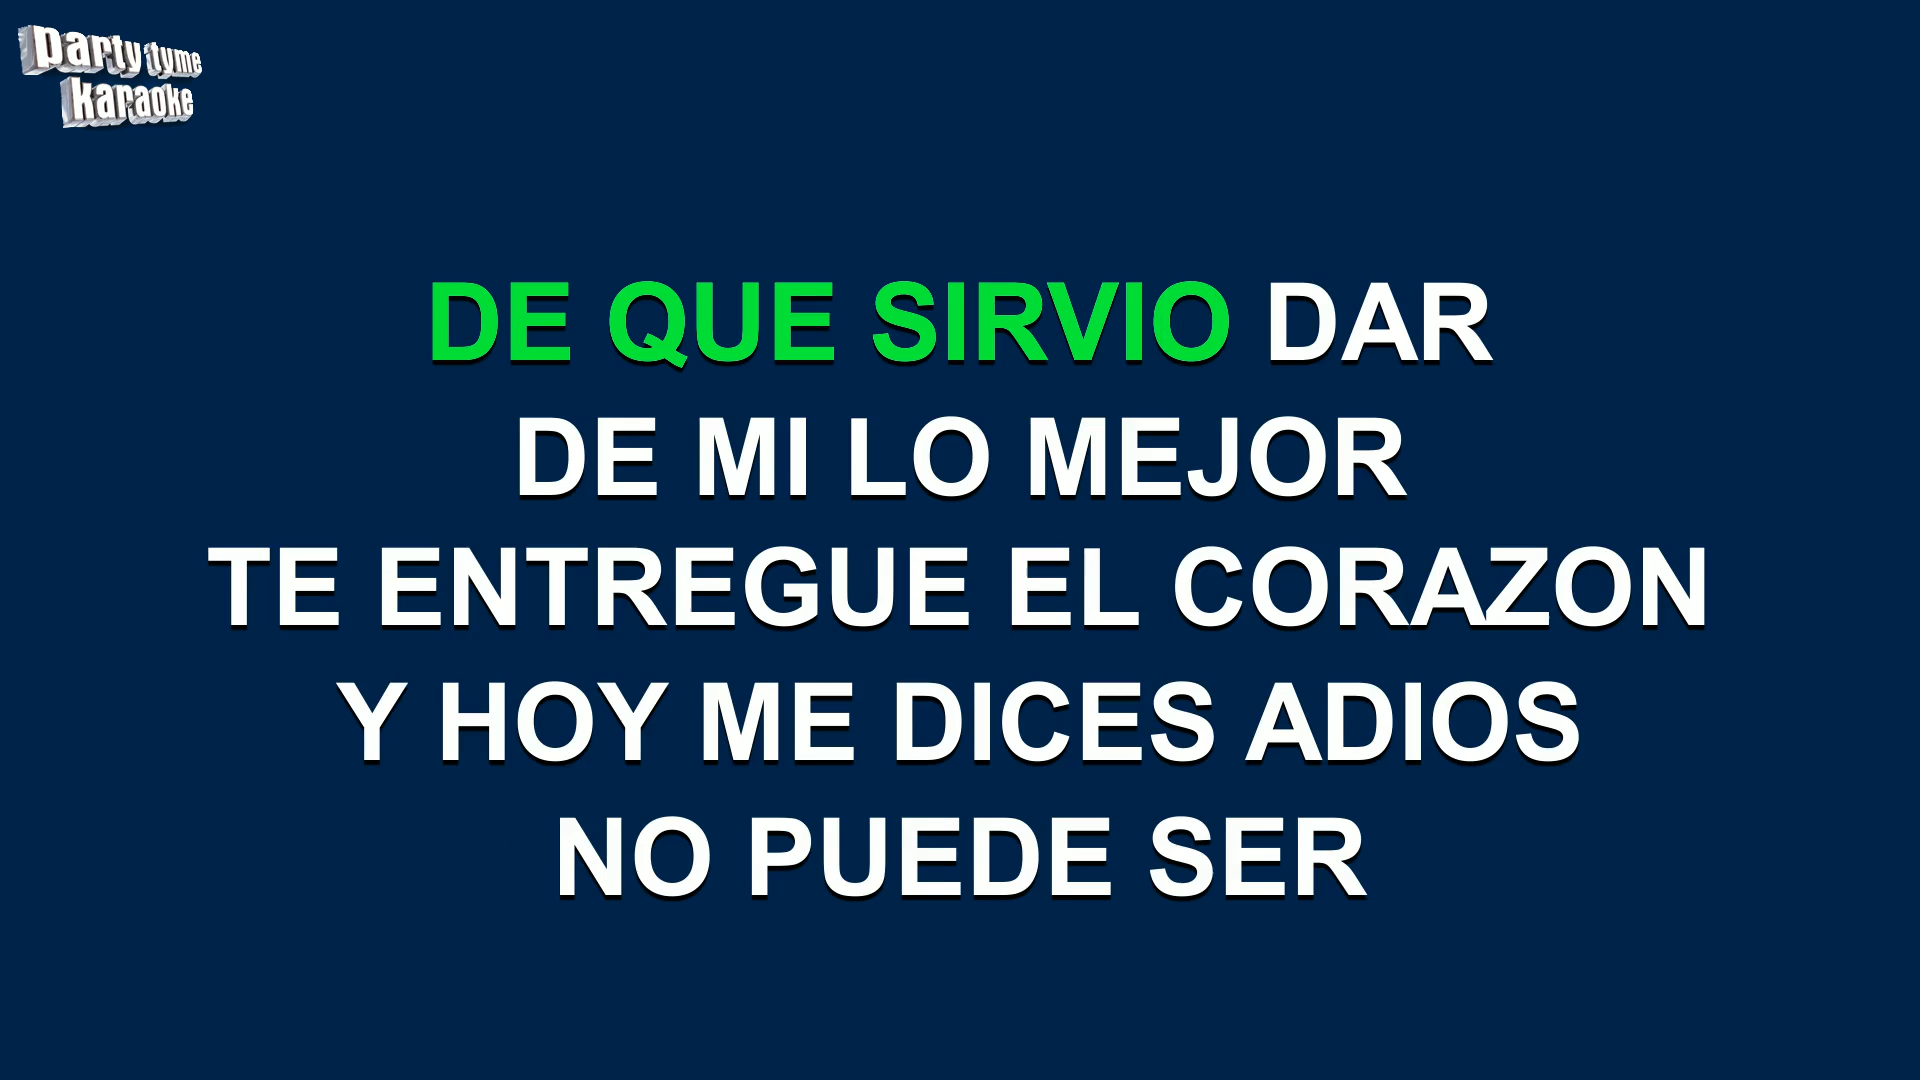 party tyme
karaoke
DE QUE SIRVIO DAR
DE MI LO MEJOR
TE ENTREGUE EL CORAZON
Y HOY ME DICES ADIOS
NO PUEDE SER